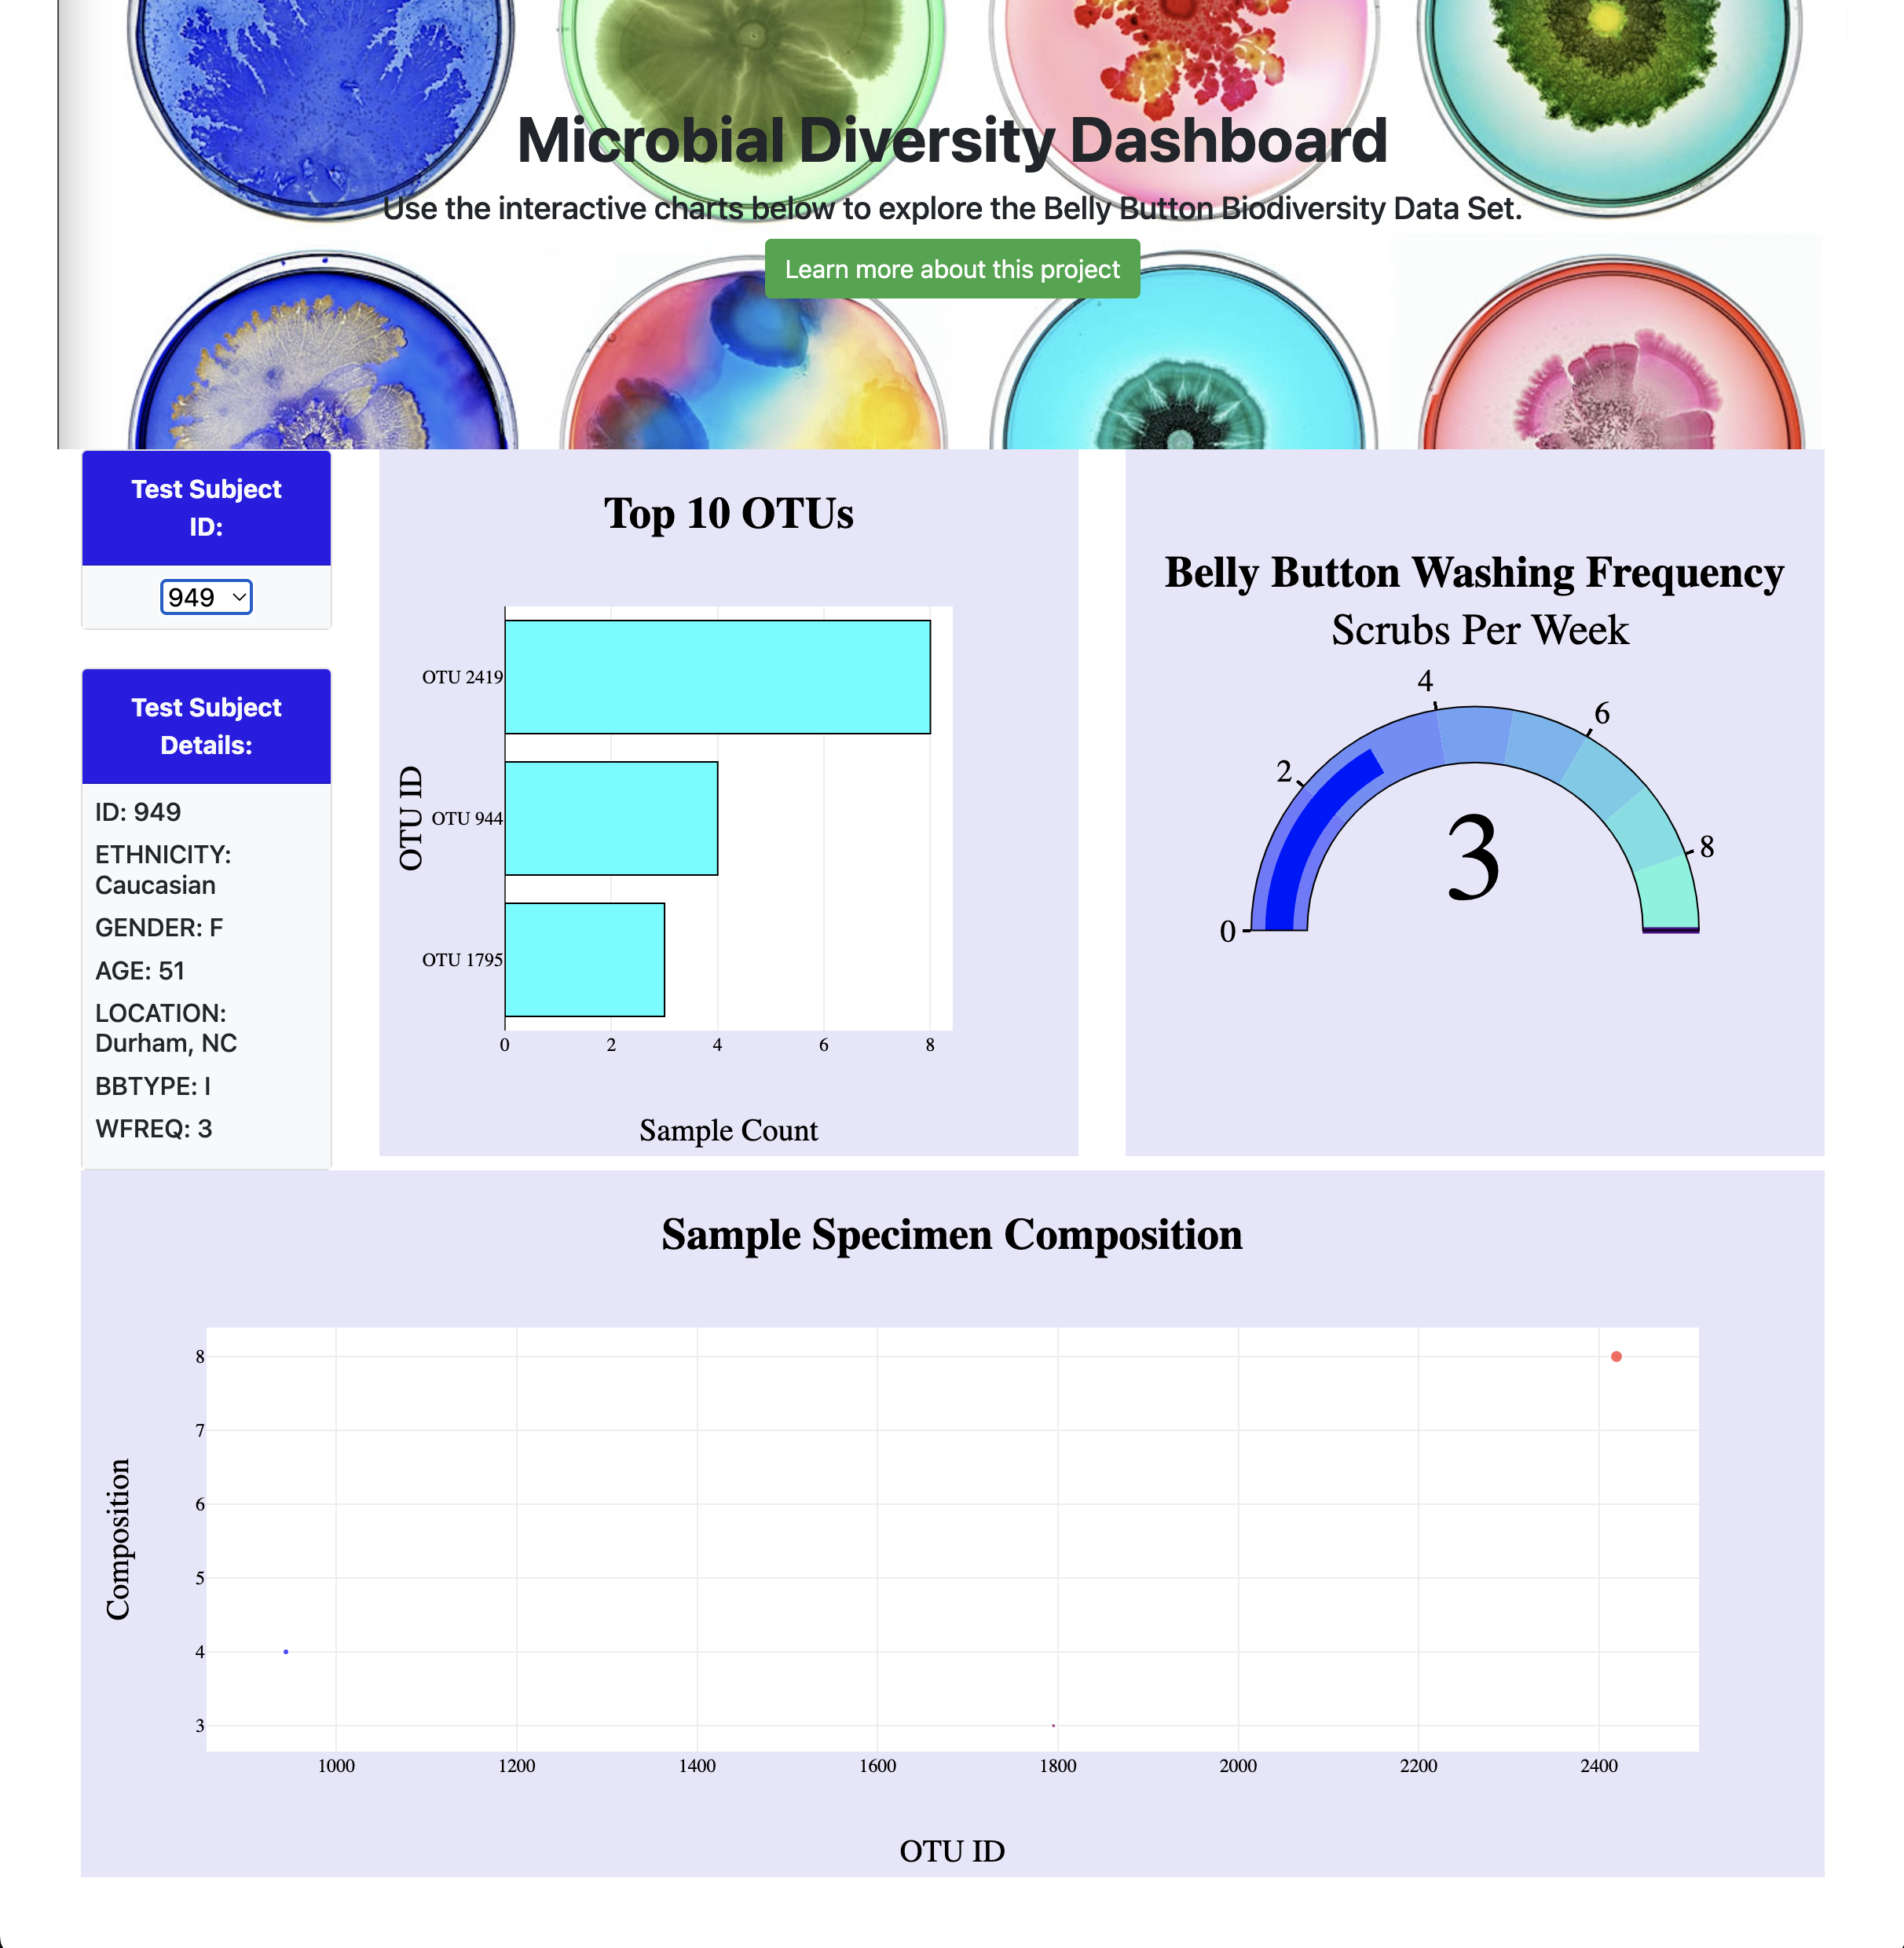 Microbial Diversity Dashboard
Use the interactive charts below to explore the Belly Button Biodiversity Data Set.
Learn more about this project
Test Subject
ID:
949
Test Subject
Details:
ID: 949
ETHNICITY:
Caucasian
GENDER: F
AGE: 51
LOCATION:
Durham, NC
BBTYPE: I
WFREQ: 3
Top 10 OTUs
OTU ID
OTU 2419
OTU 944
OTU 1795
0 2 4 6 8
Sample Count
Belly Button Washing Frequency
Scrubs Per Week
0
2
4
6
8
3
Sample Specimen Composition
Composition
8
7
6
5
4
3
1000 1200 1400 1600 1800 2000 2200 2400
OTU ID